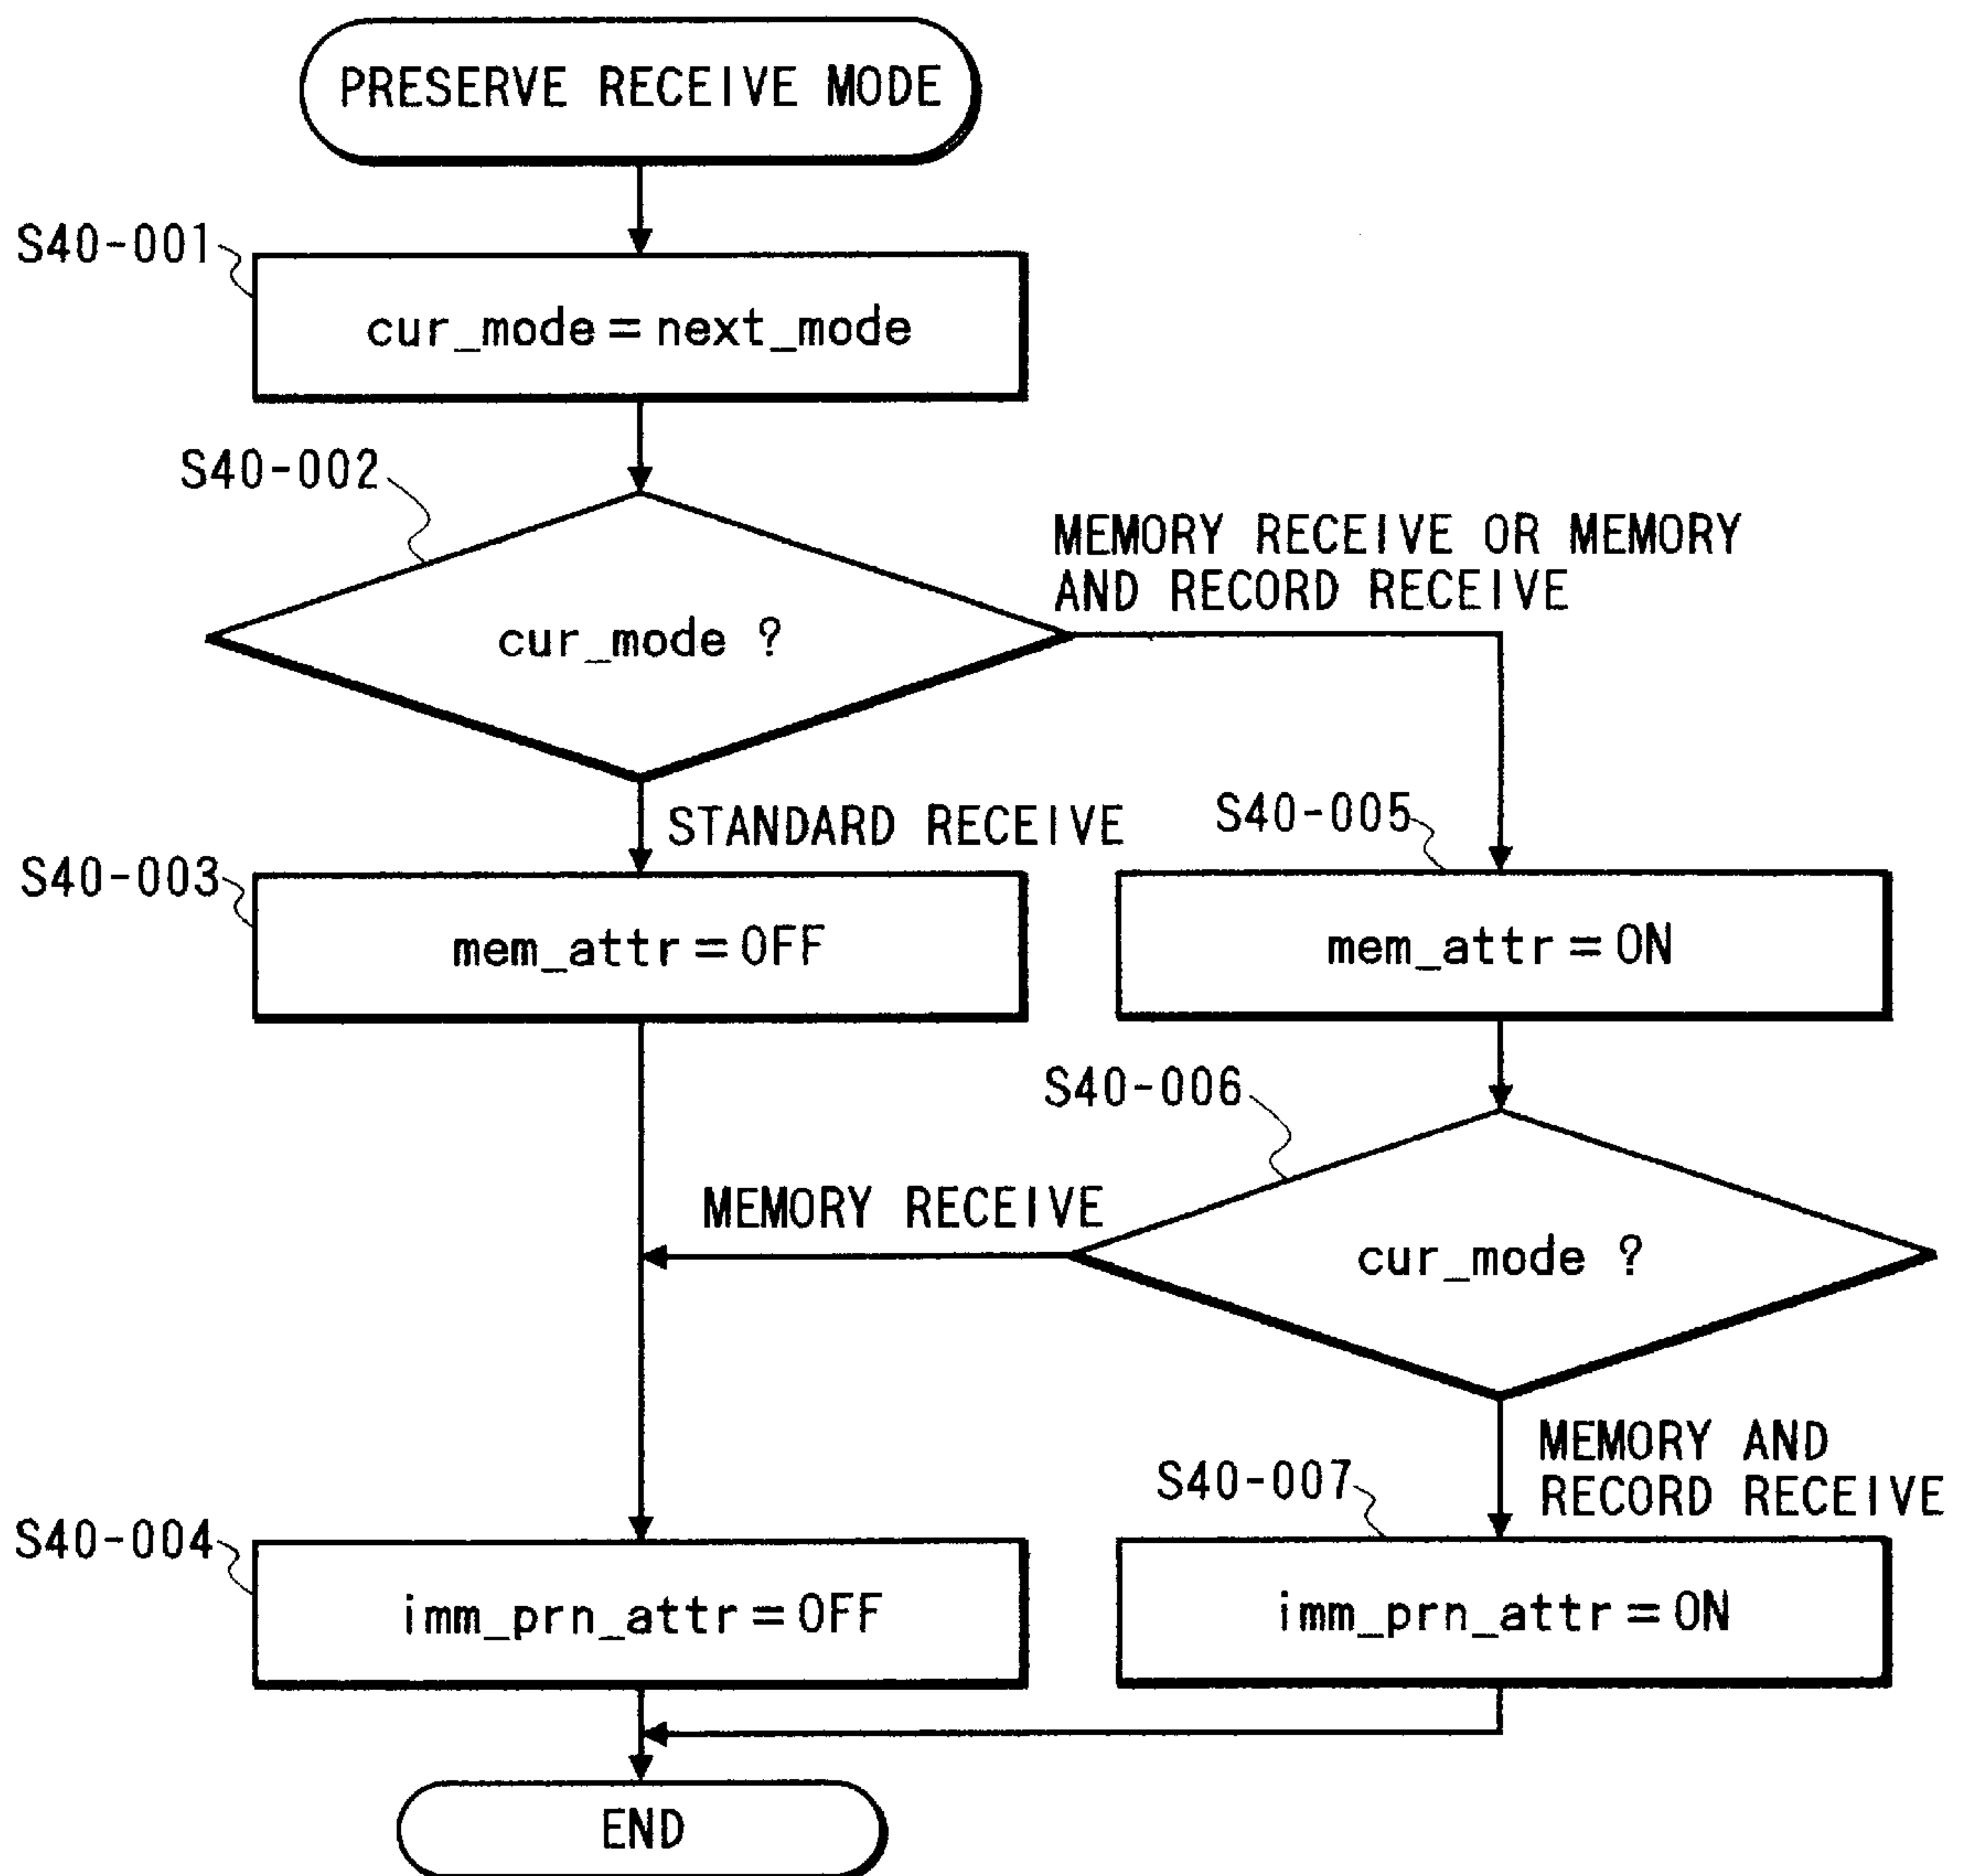 PRESERVE RECEIVE MODE
S40-001
cur_mode = next_mode
S40-002
MEMORY RECEIVE OR MEMORY
AND RECORD RECEIVE
cur_mode ?
STANDARD RECEIVE
S40-005
S40-003
mem_attr = OFF
mem_attr = ON
S40-006
MEMORY RECEIVE
cur_mode ?
MEMORY AND
RECORD RECEIVE
S40-007
S40-004
imm_prn_attr = OFF
imm_prn_attr = ON
END